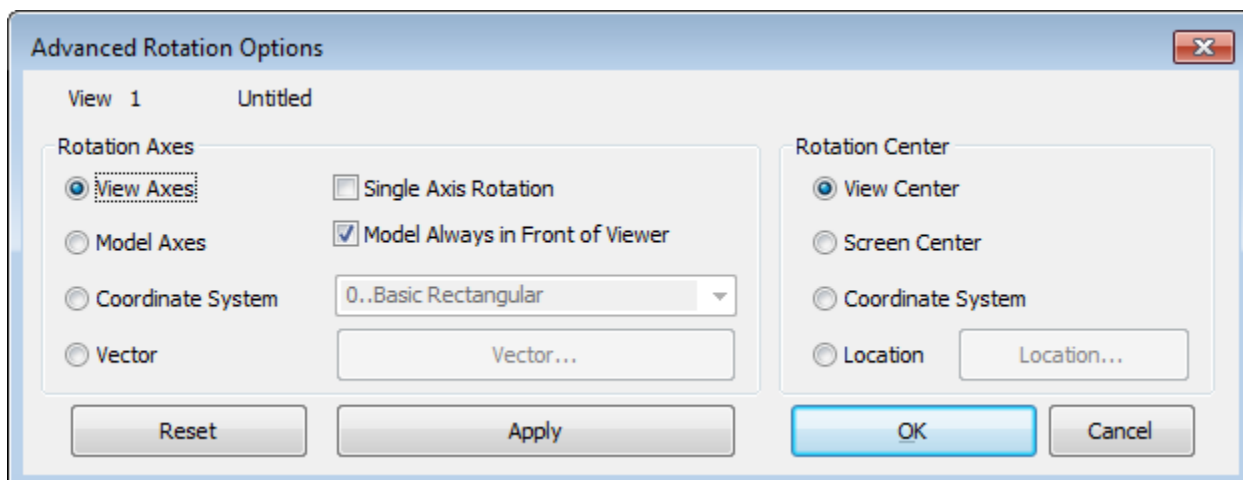 Advanced Rotation Options
View 1 Untitled
Rotation Axes
View Axes
Single Axis Rotation
Model Axes
Model Always in Front of Viewer
Coordinate System
0..Basic Rectangular
Vector
Vector...
Rotation Center
View Center
Screen Center
Coordinate System
Location
Location...
Reset
Apply
OK
Cancel